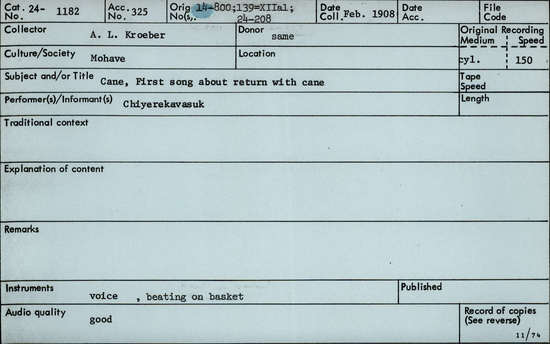 Cat. 24- 1182 Acc. No. 325 Orig No(s). 14-800;139=XIIa1; 24-208 Date Coll. Feb. 1908 Date Acc. File Code
Collector A. L. Kroeber Donor same Original Recording Medium Speed
Culture/Society Mohave Location cyl. 150
Subject and/or Title Cane, First song about return with cane Tape Speed
Performer(s)/Informant(s) Chiyerekavasuk Length
Traditional context
Explanation of content
Remarks
Instruments voice , beating on basket Published
Audio quality good Record of copies (See reverse)
11/74